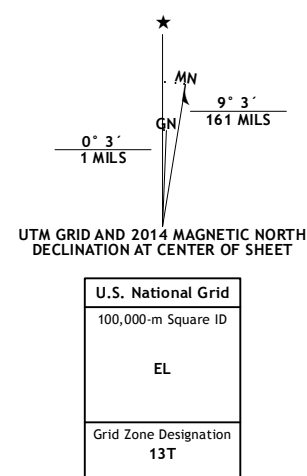 ★
MN
GN
9° 3´
161 MILS
0° 3´
1 MILS
UTM GRID AND 2014 MAGNETIC NORTH
DECLINATION AT CENTER OF SHEET
U.S. National Grid
100,000-m Square ID
EL
Grid Zone Designation
13T